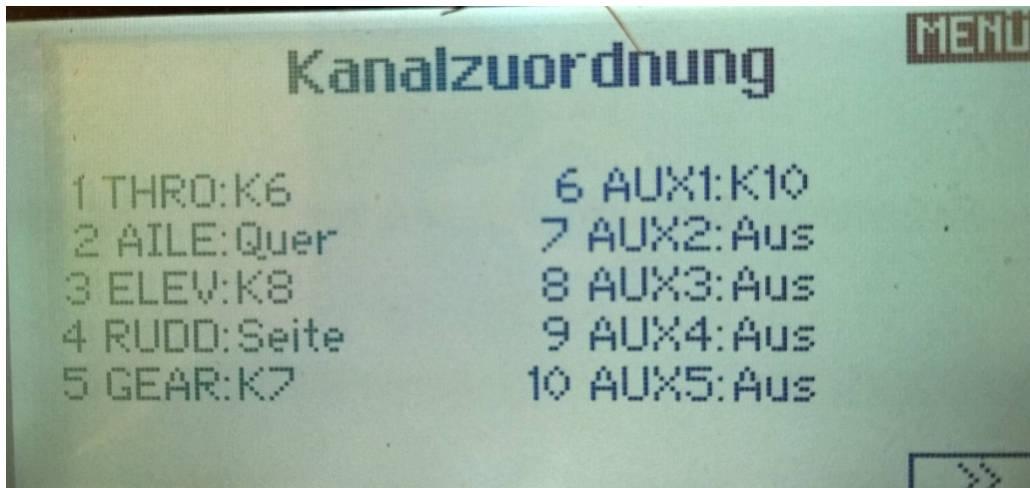 MENÜ
Kanalzuordnung
1 THRO:K6
2 AILE:Quer
3 ELEV:K8
4 RUDD:Seite
5 GEAR:K7
6 AUX1:K10
7 AUX2:Aus
8 AUX3:Aus
9 AUX4:Aus
10 AUX5:Aus
>>